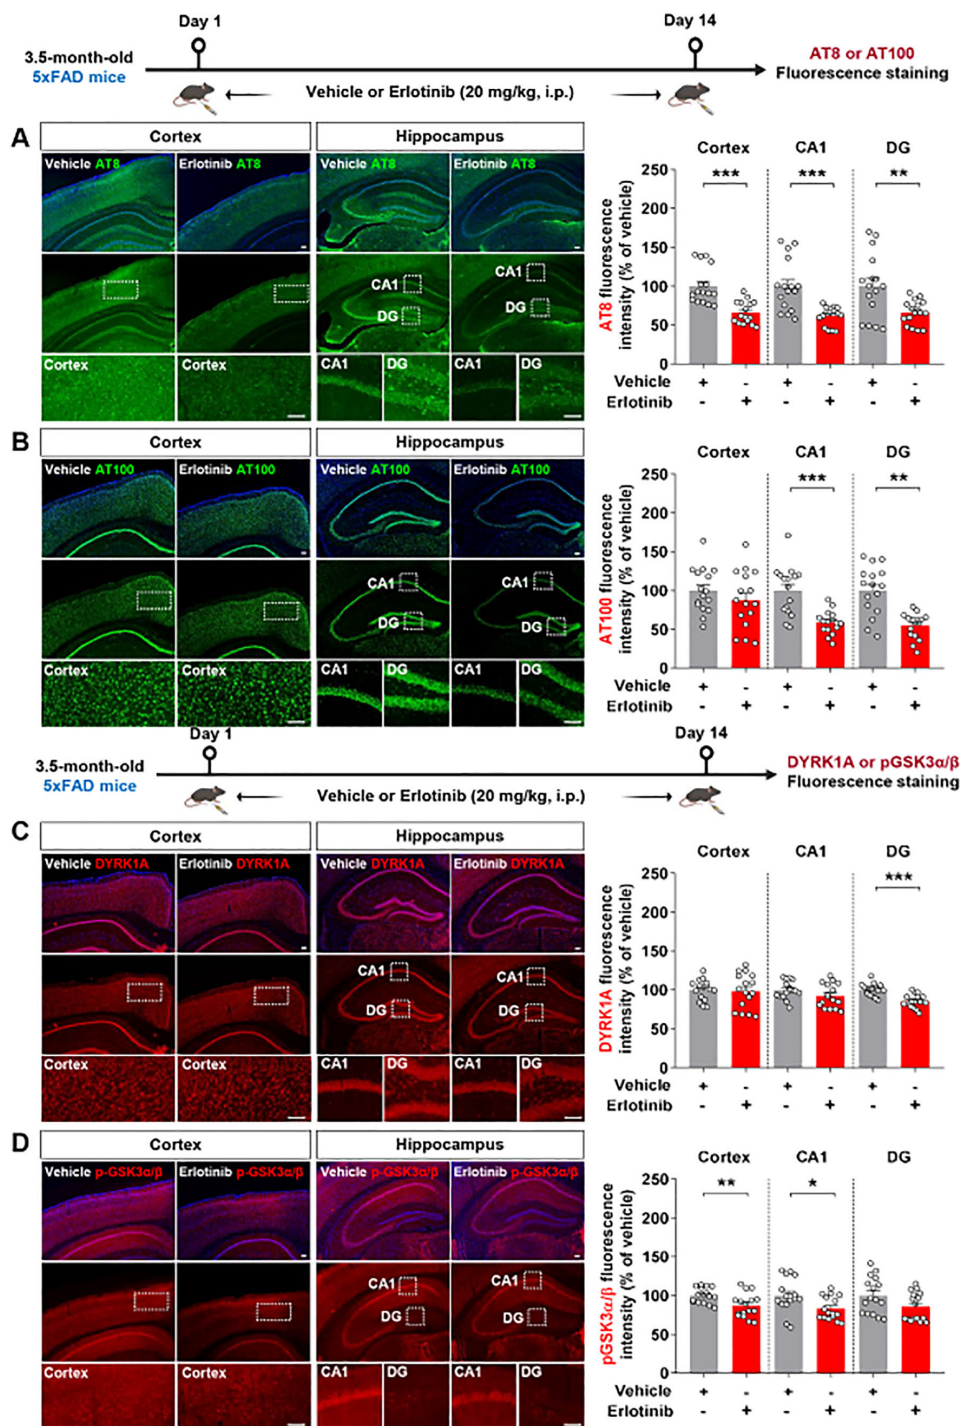 Day 1
Day 14
3.5-month-old
5xFAD mice
Vehicle or Erlotinib (20 mg/kg, i.p.)
AT8 or AT100
Fluorescence staining
A
Cortex
Hippocampus
Vehicle AT8
Erlotinib AT8
Vehicle AT8
Erlotinib AT8
CA1
DG
CA1
DG
Cortex
Cortex
CA1
DG
CA1
DG
Cortex
CA1
DG
***
***
**
AT8 fluorescence
intensity (% of vehicle)
250
200
150
100
50
0
Vehicle + - + - + -
Erlotinib - + - + - +
B
Cortex
Hippocampus
Vehicle AT100
Erlotinib AT100
Vehicle AT100
Erlotinib AT100
CA1
DG
CA1
DG
Cortex
Cortex
CA1
DG
CA1
DG
Cortex
CA1
DG
***
**
AT100 fluorescence
intensity (% of vehicle)
250
200
150
100
50
0
Vehicle + - + - + -
Erlotinib - + - + - +
Day 1
Day 14
3.5-month-old
5xFAD mice
Vehicle or Erlotinib (20 mg/kg, i.p.)
DYRK1A or pGSK3α/β
Fluorescence staining
C
Cortex
Hippocampus
Vehicle DYRK1A
Erlotinib DYRK1A
Vehicle DYRK1A
Erlotinib DYRK1A
CA1
DG
CA1
DG
Cortex
Cortex
CA1
DG
CA1
DG
Cortex
CA1
DG
***
DYRK1A fluorescence
intensity (% of vehicle)
250
200
150
100
50
0
Vehicle + - + - + -
Erlotinib - + - + - +
D
Cortex
Hippocampus
Vehicle p-GSK3α/β
Erlotinib p-GSK3α/β
Vehicle p-GSK3α/β
Erlotinib p-GSK3α/β
CA1
DG
CA1
DG
Cortex
Cortex
CA1
DG
CA1
DG
Cortex
CA1
DG
**
*
pGSK3α/β fluorescence
intensity (% of vehicle)
250
200
150
100
50
0
Vehicle + - + - + -
Erlotinib - + - + - +